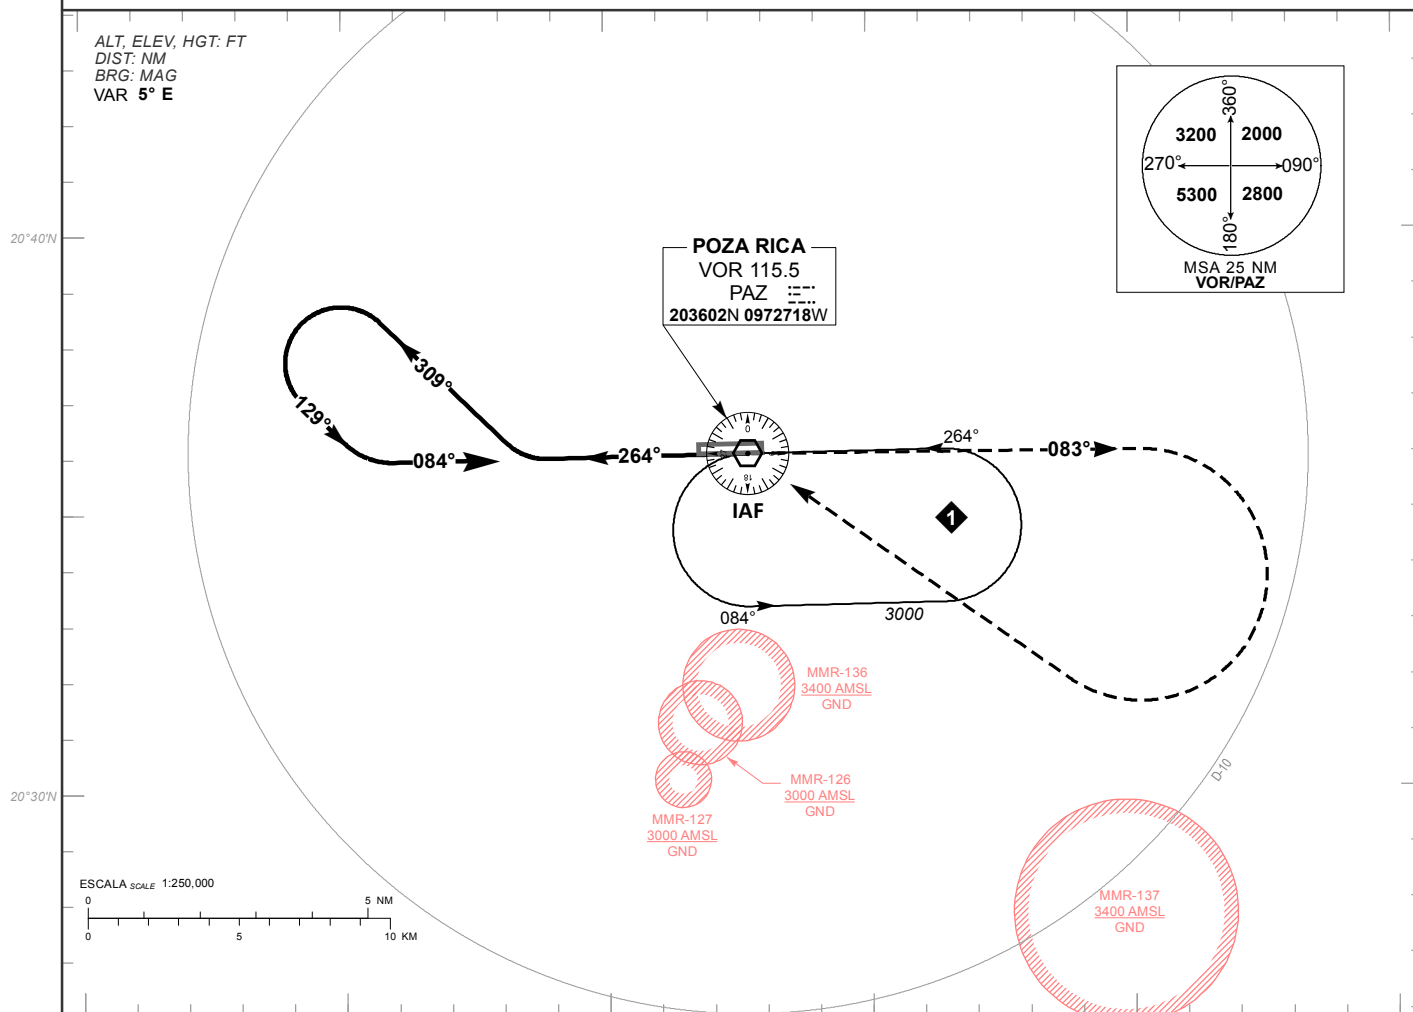 ALT, ELEV, HGT: FT
DIST: NM
BRG: MAG
VAR 5° E
360°
3200 2000
270° 090°
5300 2800
180°
MSA 25 NM
VOR/PAZ
20°40'N
POZA RICA
VOR 115.5
PAZ
203602N 0972718W
309°
129°
084°
264°
0
18
IAF
264°
083°
1
084°
3000
MMR-136
3400 AMSL
GND
MMR-126
3000 AMSL
GND
MMR-127
3000 AMSL
GND
D-10
20°30'N
MMR-137
3400 AMSL
GND
ESCALA SCALE 1:250,000
0 5 NM
0 5 10 KM